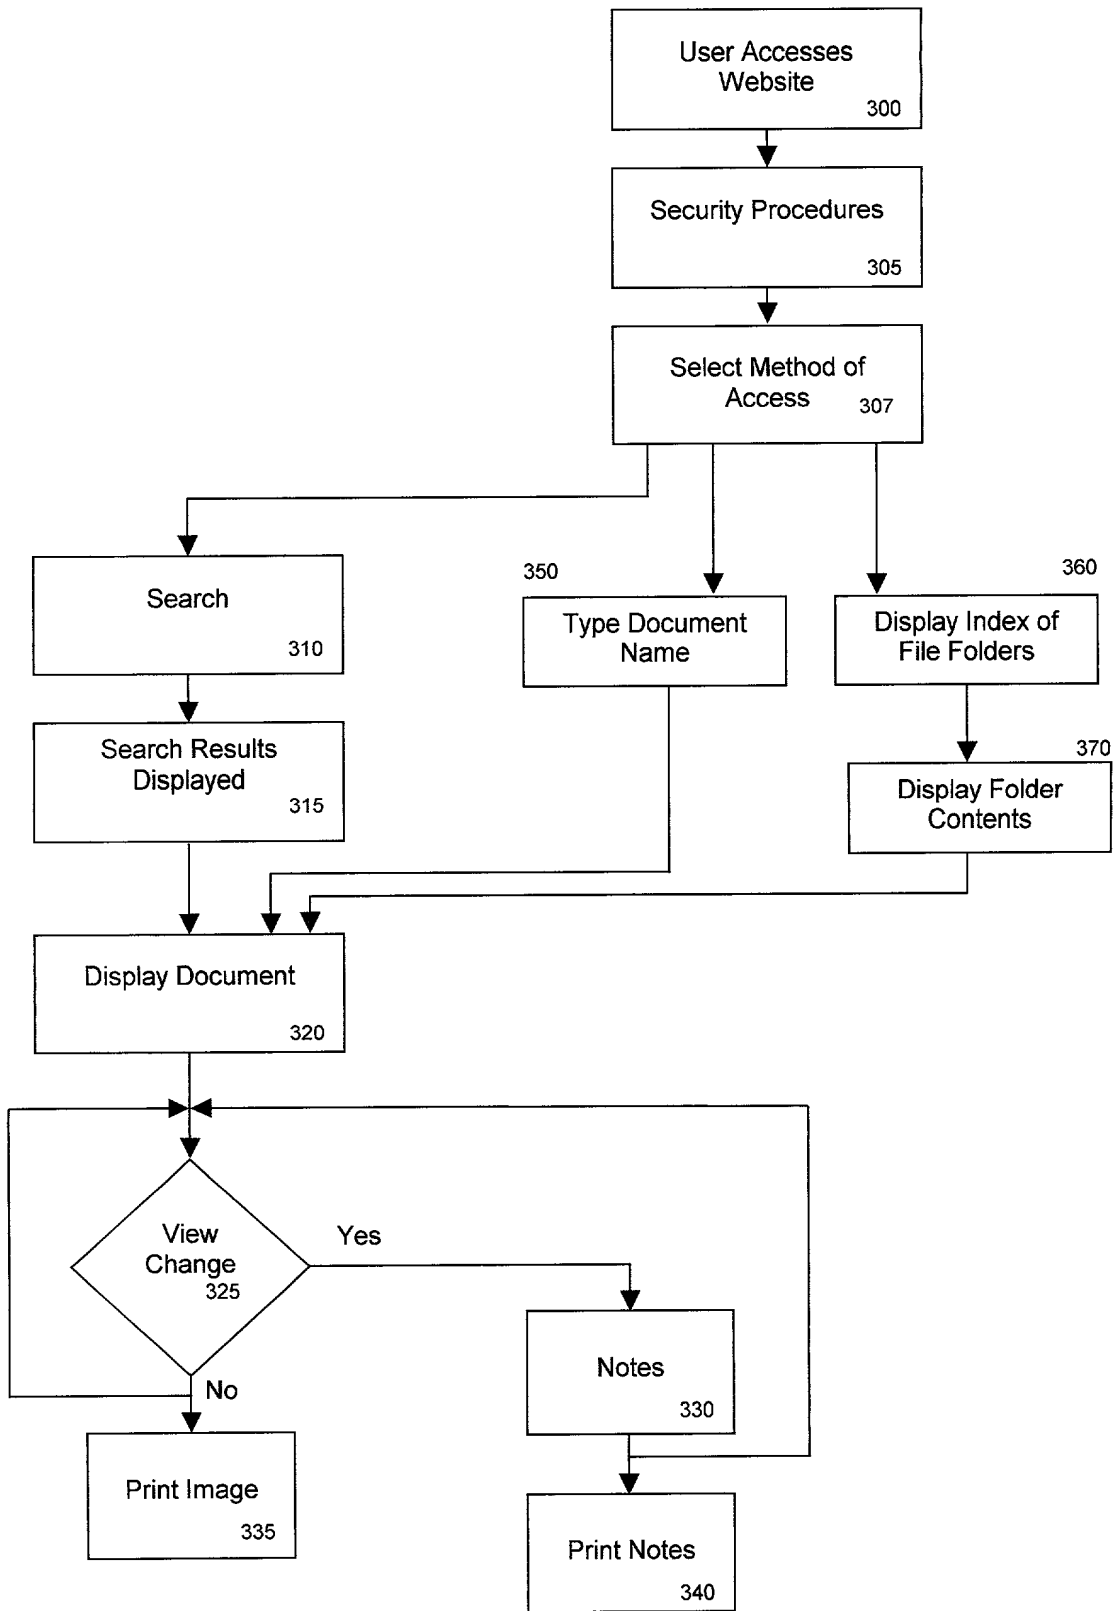 User Accesses
Website
300
Security Procedures
305
Select Method of
Access
307
Search
310
350
Type Document
Name
360
Display Index of
File Folders
Search Results
Displayed
315
370
Display Folder
Contents
Display Document
320
View
Change
325
Yes
No
Notes
330
Print Image
335
Print Notes
340